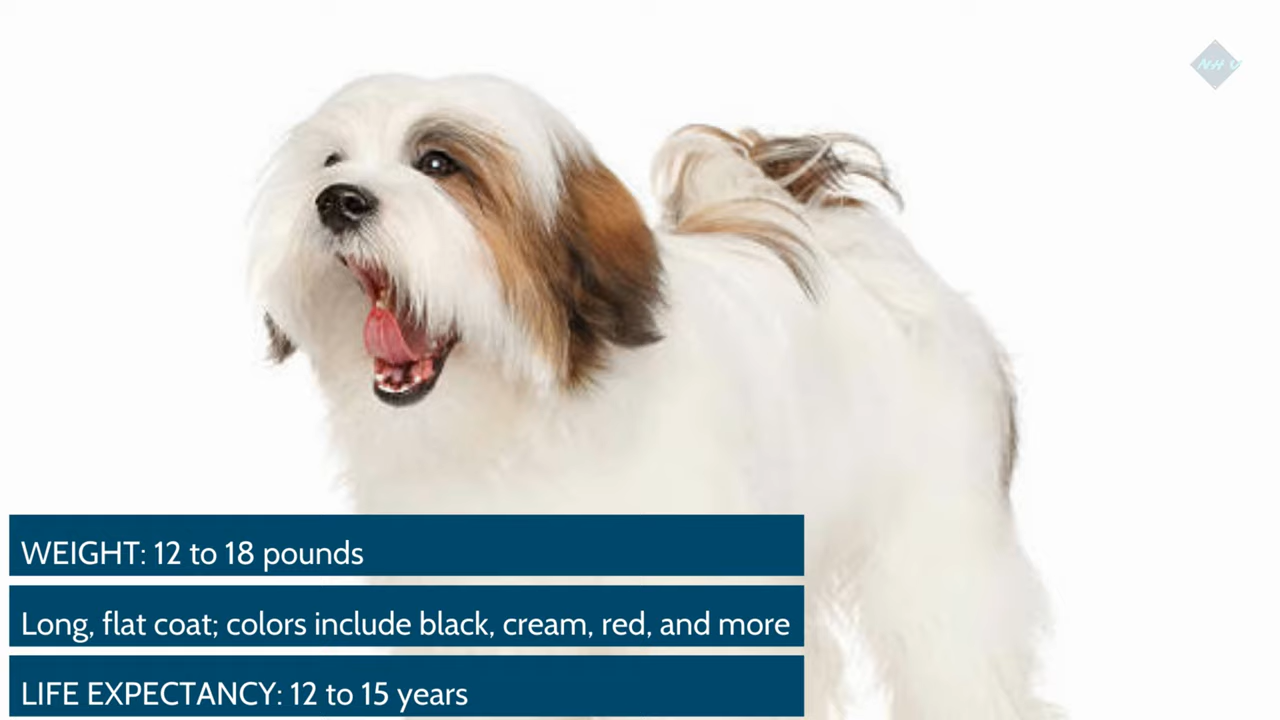 NHV
WEIGHT: 12 to 18 pounds
Long, flat coat; colors include black, cream, red, and more
LIFE EXPECTANCY: 12 to 15 years